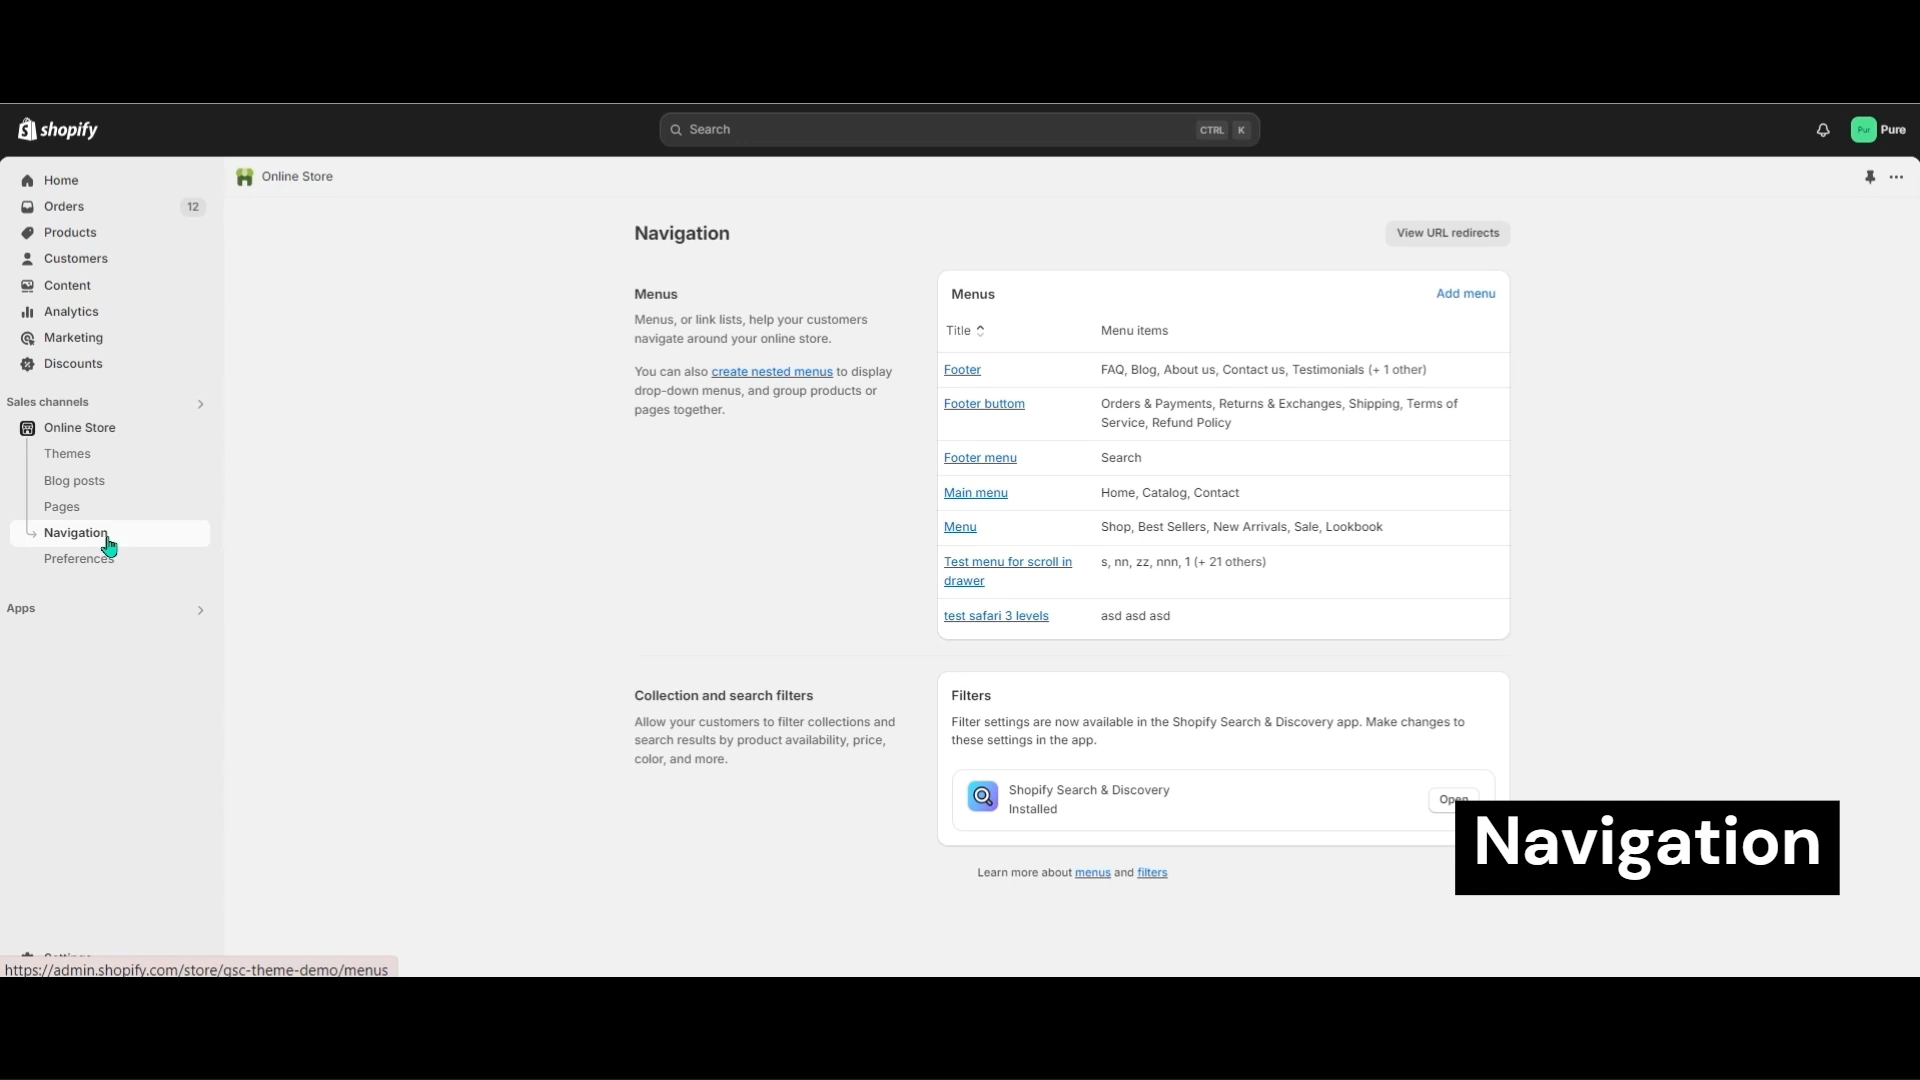 shopify
Search
CTRL K
Pur
Pure
Home
Orders
12
Products
Customers
Content
Analytics
Marketing
Discounts
Sales channels
Online Store
Themes
Blog posts
Pages
Navigation
Preferences
Apps
Settings
https://admin.shopify.com/store/qsc-theme-demo/menus
Online Store
Navigation
View URL redirects
Menus
Menus, or link lists, help your customers
navigate around your online store.
You can also create nested menus to display
drop-down menus, and group products or
pages together.
Menus
Add menu
Title
Menu items
Footer
FAQ, Blog, About us, Contact us, Testimonials (+ 1 other)
Footer buttom
Orders & Payments, Returns & Exchanges, Shipping, Terms of
Service, Refund Policy
Footer menu
Search
Main menu
Home, Catalog, Contact
Menu
Shop, Best Sellers, New Arrivals, Sale, Lookbook
Test menu for scroll in
drawer
s, nn, zz, nnn, 1 (+ 21 others)
test safari 3 levels
asd asd asd
Collection and search filters
Allow your customers to filter collections and
search results by product availability, price,
color, and more.
Filters
Filter settings are now available in the Shopify Search & Discovery app. Make changes to
these settings in the app.
Shopify Search & Discovery
Installed
Open
Learn more about menus and filters
Navigation